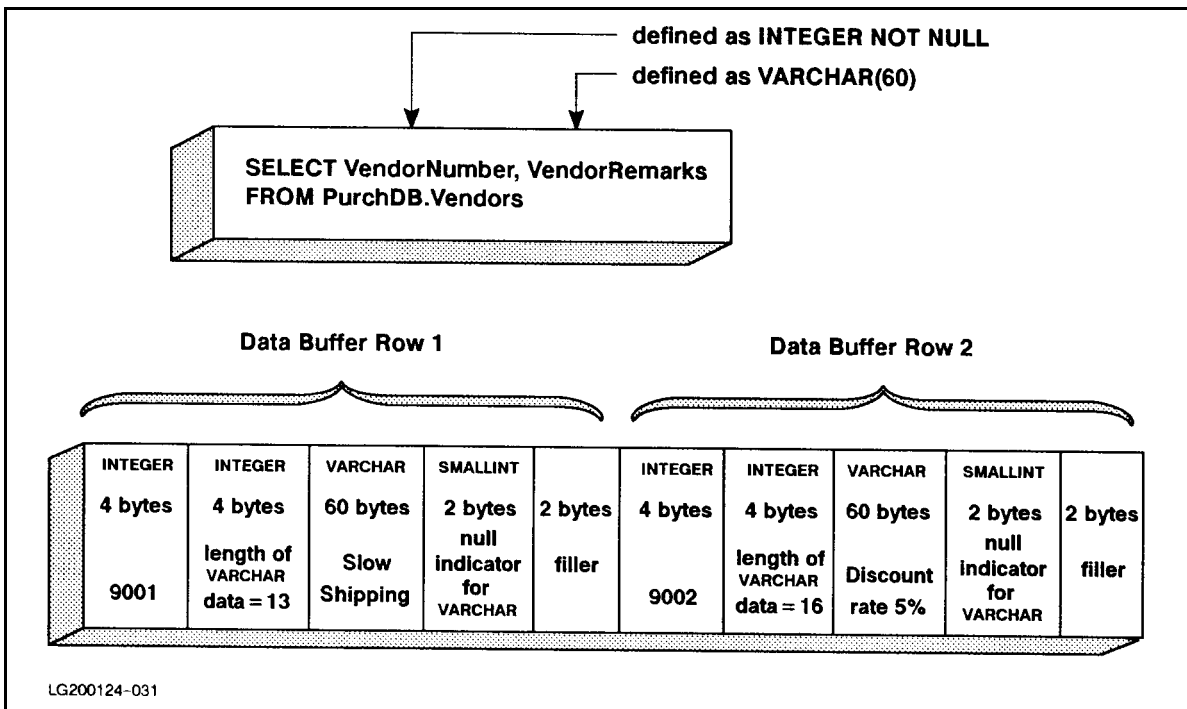 defined as INTEGER NOT NULL
defined as VARCHAR(60)
SELECT VendorNumber, VendorRemarks
FROM PurchDB.Vendors
Data Buffer Row 1
Data Buffer Row 2
INTEGER
4 bytes
9001
INTEGER
4 bytes
length of
VARCHAR
data = 13
VARCHAR
60 bytes
Slow
Shipping
SMALLINT
2 bytes
null
indicator
for
VARCHAR
2 bytes
filler
INTEGER
4 bytes
9002
INTEGER
4 bytes
length of
VARCHAR
data = 16
VARCHAR
60 bytes
Discount
rate 5%
SMALLINT
2 bytes
null
indicator
for
VARCHAR
2 bytes
filler
LG200124-031